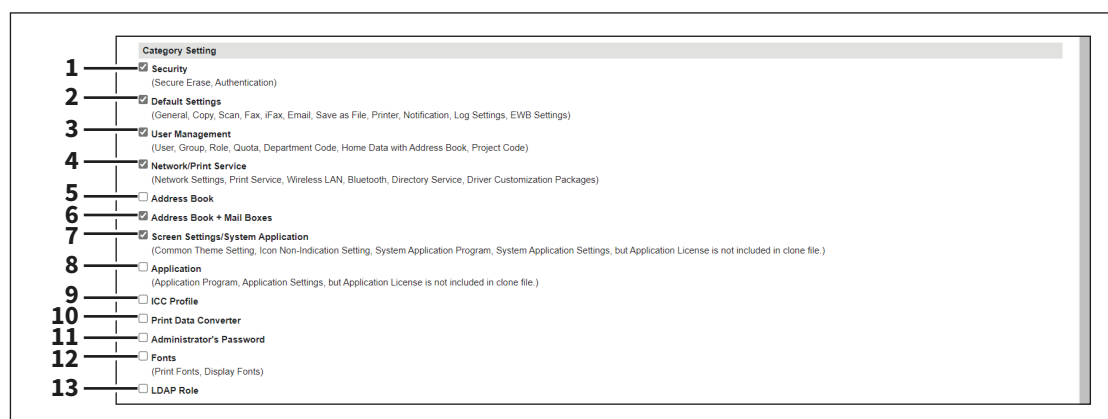 Category Setting
1 Security
(Secure Erase, Authentication)
2 Default Settings
(General, Copy, Scan, Fax, iFax, Email, Save as File, Printer, Notification, Log Settings, EWB Settings)
3 User Management
(User, Group, Role, Quota, Department Code, Home Data with Address Book, Project Code)
4 Network/Print Service
(Network Settings, Print Service, Wireless LAN, Bluetooth, Directory Service, Driver Customization Packages)
5 Address Book
6 Address Book + Mail Boxes
7 Screen Settings/System Application
(Common Theme Setting, Icon Non-Indication Setting, System Application Program, System Application Settings, but Application License is not included in clone file.)
8 Application
(Application Program, Application Settings, but Application License is not included in clone file.)
9 ICC Profile
10 Print Data Converter
11 Administrator's Password
12 Fonts
(Print Fonts, Display Fonts)
13 LDAP Role